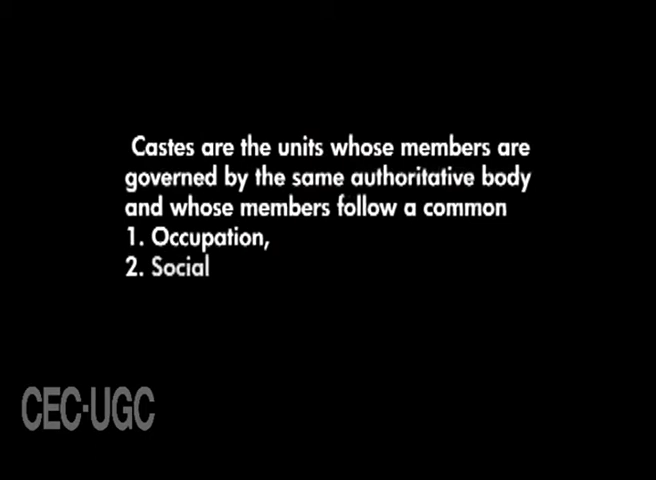 Castes are the units whose members are
governed by the same authoritative body
and whose members follow a common
1. Occupation,
2. Social
CEC-UGC